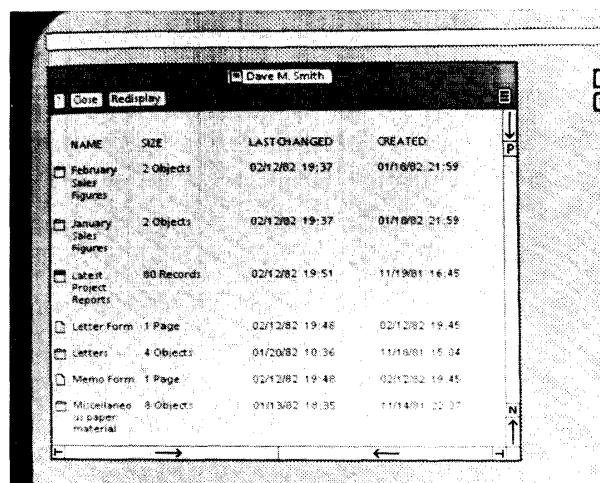 Dave M. Smith
? Close Redisplay
NAME SIZE LAST CHANGED CREATED
P
February Sales Figures 2 Objects 02/12/82 19:37 01/18/82 21:59
January Sales Figures 2 Objects 02/12/82 19:37 01/18/82 21:59
Latest Project Reports 80 Records 02/12/82 19:51 11/19/81 16:45
Letter Form 1 Page 02/12/82 19:48 02/12/82 19:45
Letters 4 Objects 01/20/82 10:36 11/18/81 15:04
Memo Form 1 Page 02/12/82 19:48 02/12/82 19:45
Miscellaneous paper material 8 Objects 01/13/82 18:35 11/14/81
N